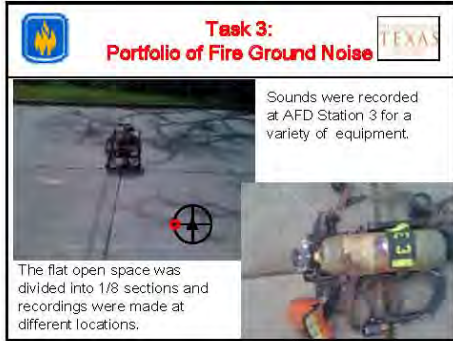 Task 3:
Portfolio of Fire Ground Noise
TEXAS
Sounds were recorded
at AFD Station 3 for a
variety of equipment.
E 3
The flat open space was
divided into 1/8 sections and
recordings were made at
different locations.